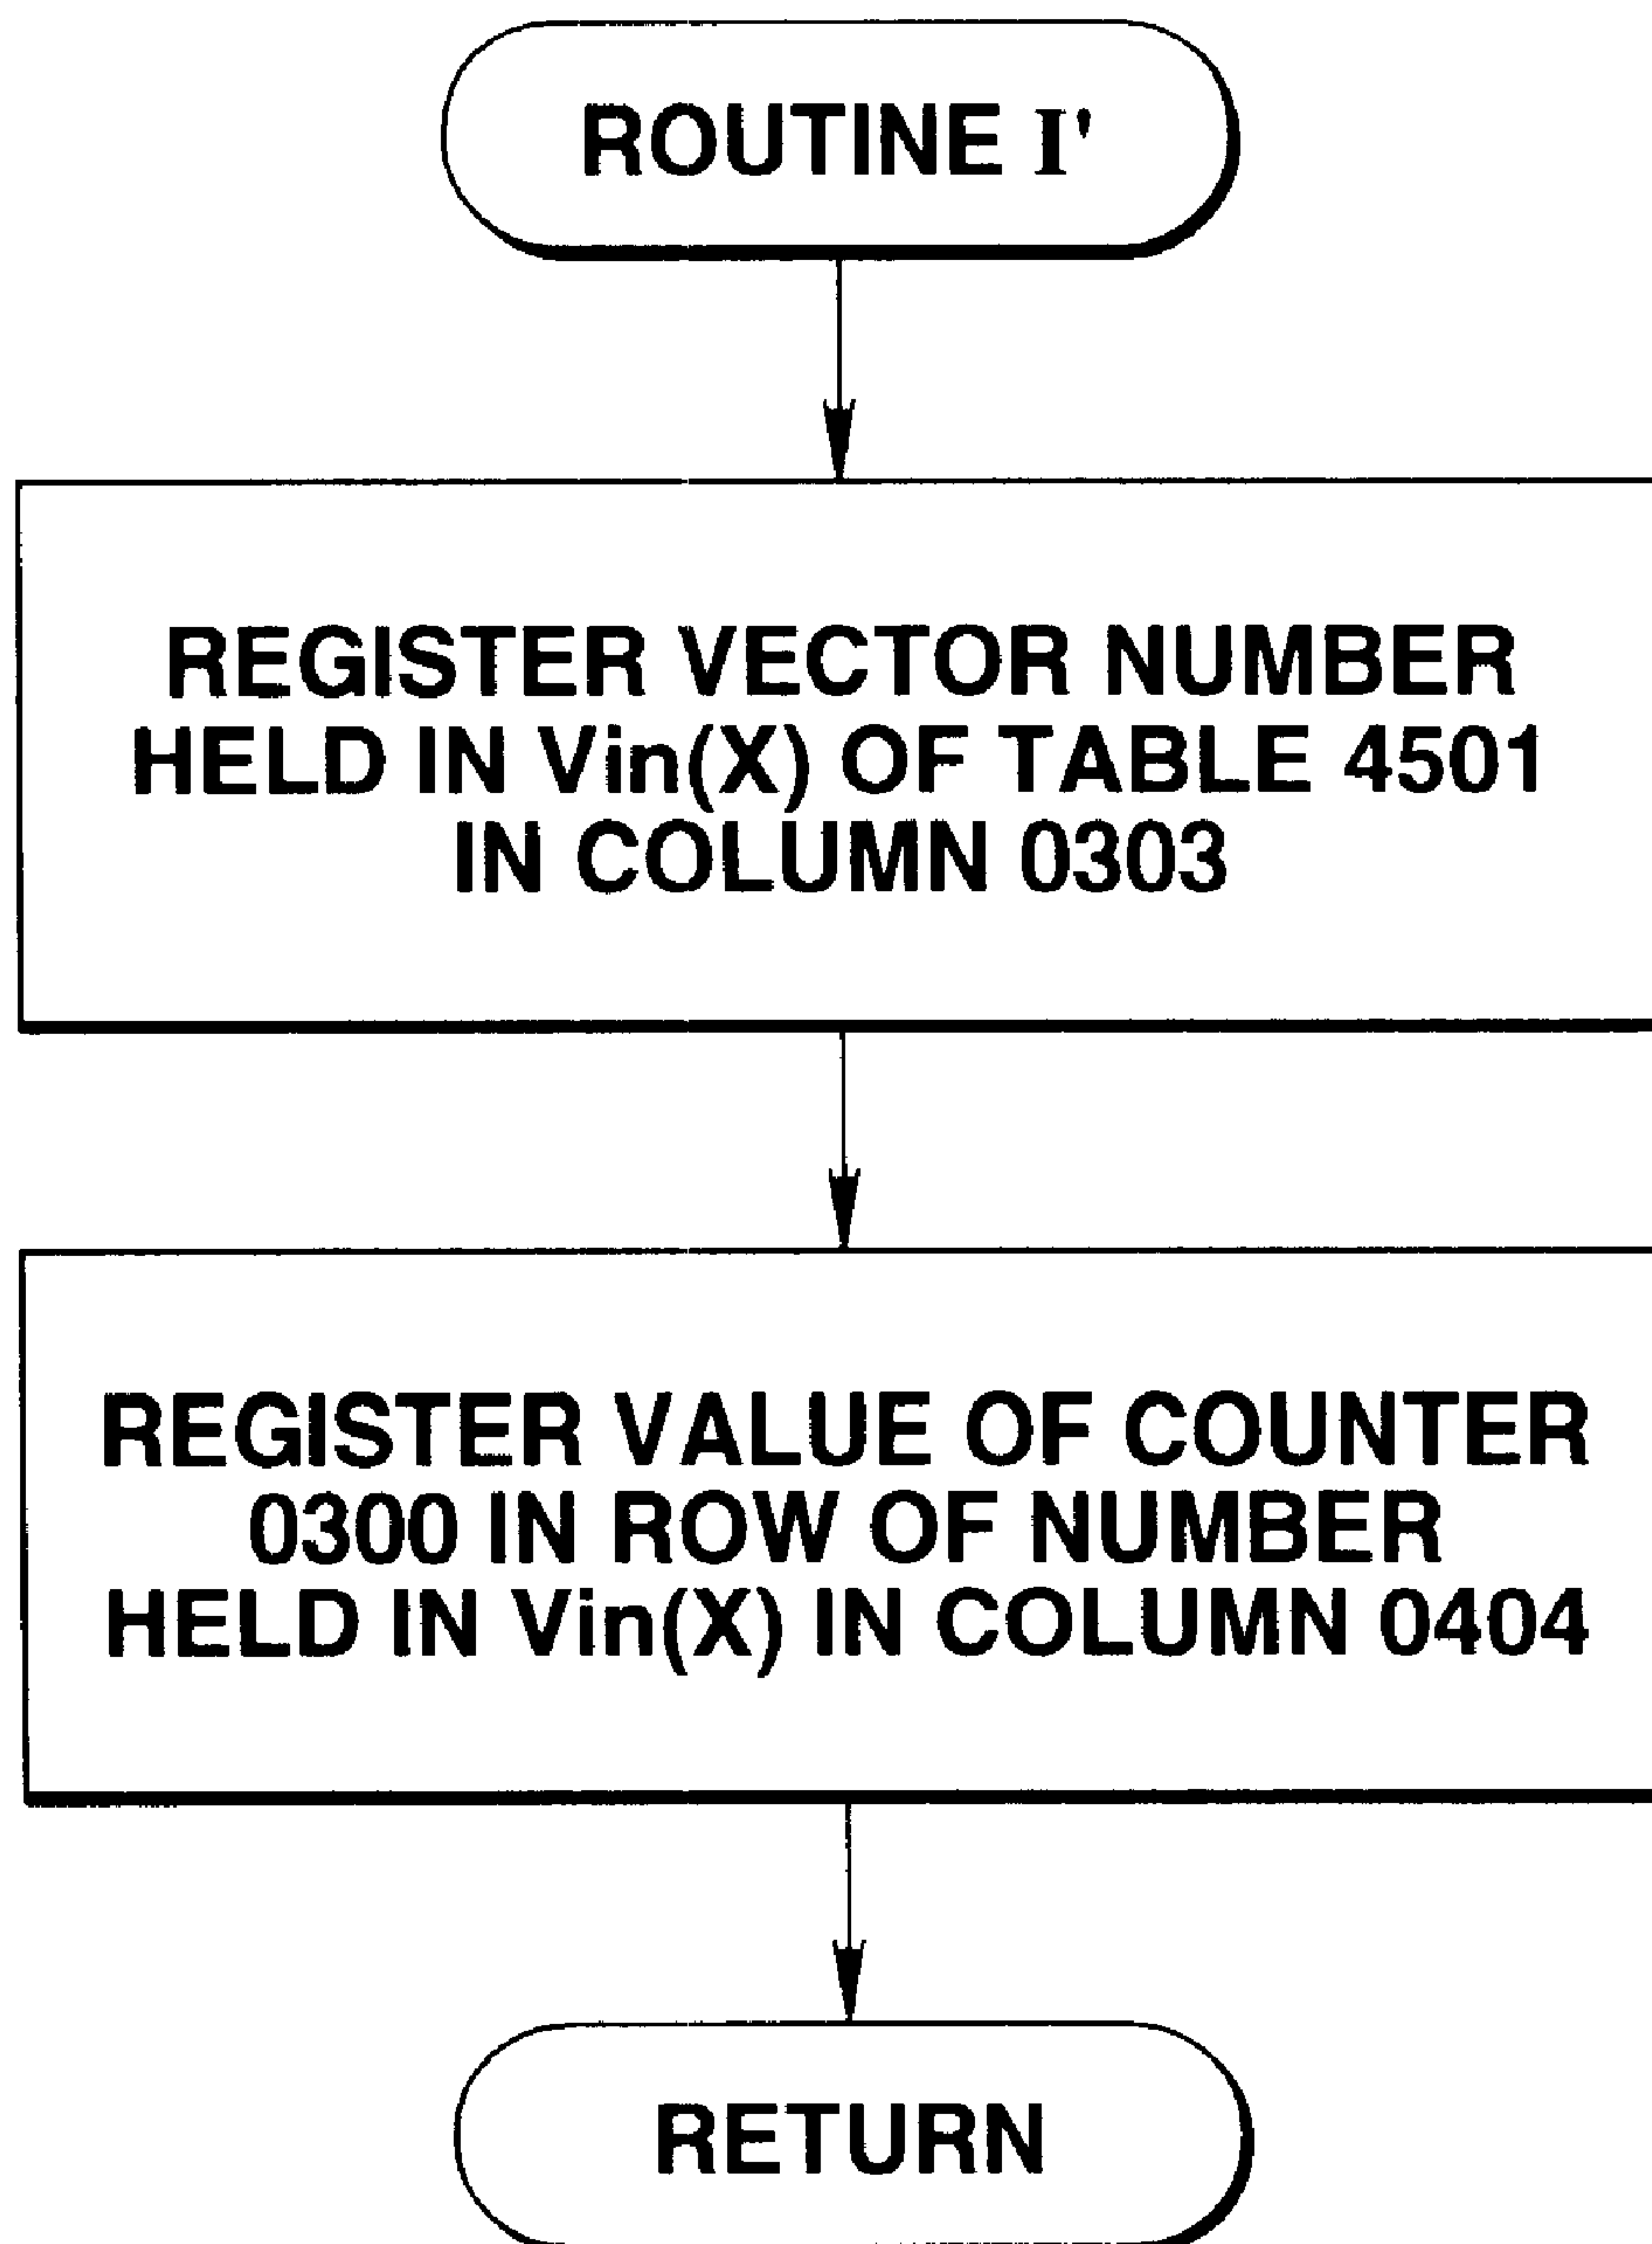 ROUTINE I'
REGISTER VECTOR NUMBER
HELD IN Vin(X) OF TABLE 4501
IN COLUMN 0303
REGISTER VALUE OF COUNTER
0300 IN ROW OF NUMBER
HELD IN Vin(X) IN COLUMN 0404
RETURN